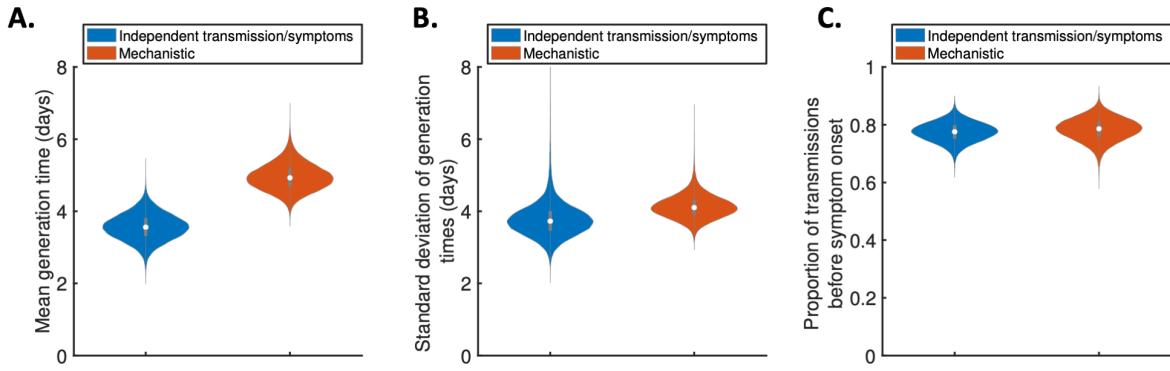 A.
Independent transmission/symptoms
Mechanistic
Mean generation time (days)
8
6
4
2
0
B.
Independent transmission/symptoms
Mechanistic
Standard deviation of generation
times (days)
8
6
4
2
0
C.
Independent transmission/symptoms
Mechanistic
Proportion of transmissions
before symptom onset
1
0.8
0.6
0.4
0.2
0